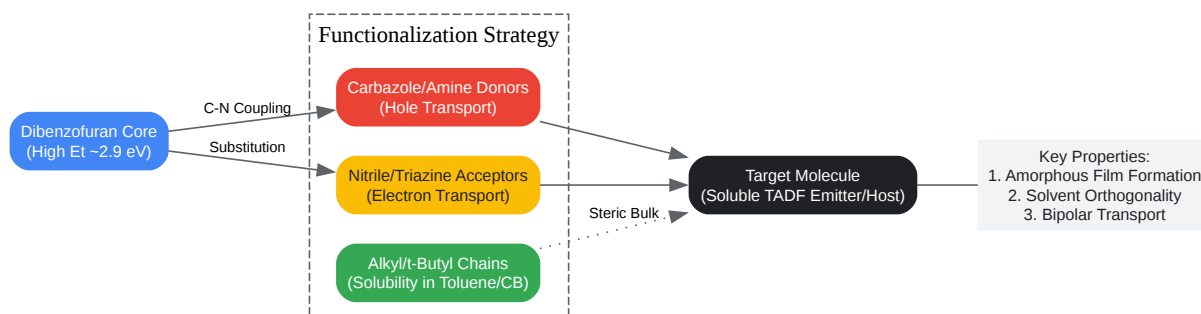 Functionalization Strategy
Dibenzofuran Core
(High Et ~2.9 eV)
C-N Coupling
Substitution
Carbazole/Amine Donors
(Hole Transport)
Nitrile/Triazine Acceptors
(Electron Transport)
Alkyl/t-Butyl Chains
(Solubility in Toluene/CB)
Steric Bulk
Target Molecule
(Soluble TADF Emitter/Host)
Key Properties:
1. Amorphous Film Formation
2. Solvent Orthogonality
3. Bipolar Transport